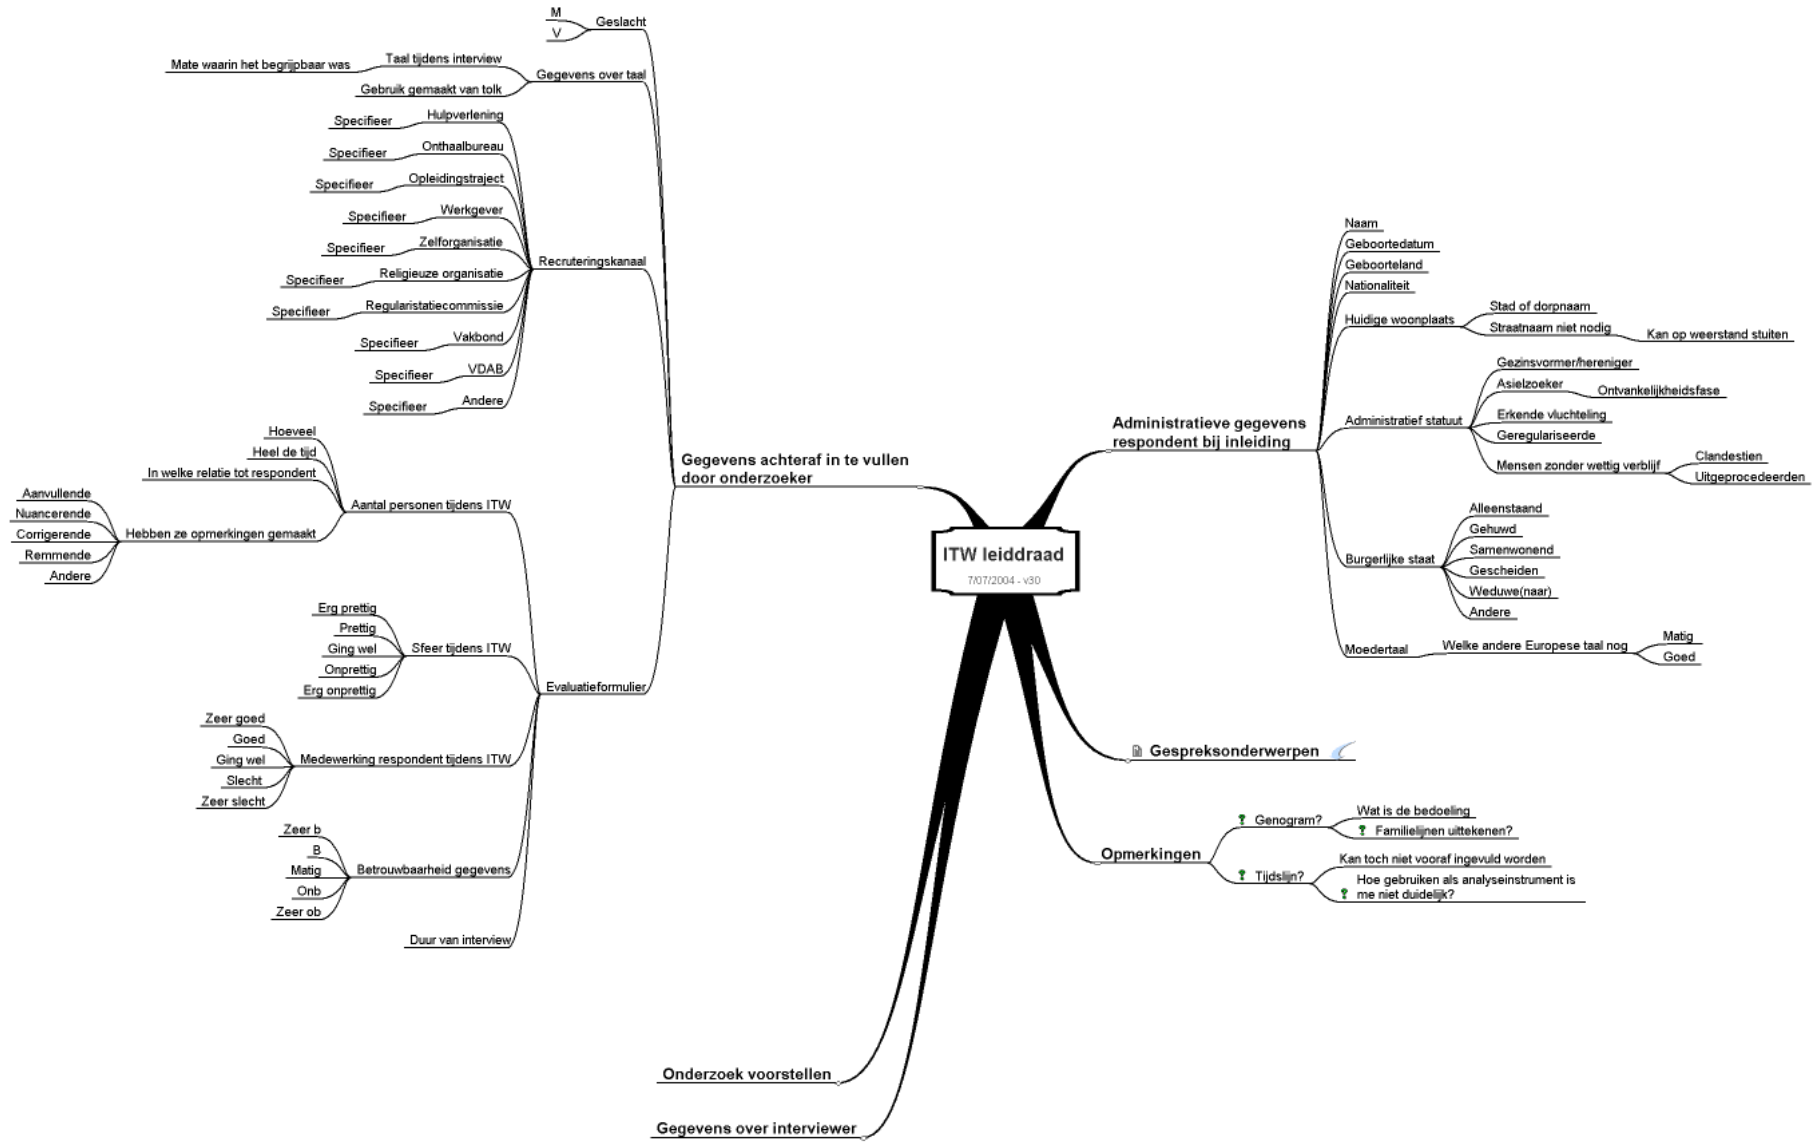 ITW leiddraad
7/07/2004 - v30
Administratieve gegevens
respondent bij inleiding
Naam
Geboortedatum
Geboorteland
Nationaliteit
Huidige woonplaats
Stad of dorpnaam
Straatnaam niet nodig
Kan op weerstand stuiten
Administratief statuut
Gezinsvormer/hereniger
Asielzoeker
Ontvankelijkheidsfase
Erkende vluchteling
Geregulariseerde
Mensen zonder wettig verblijf
Clandestien
Uitgeprocedeerden
Burgerlijke staat
Alleenstaand
Gehuwd
Samenwonend
Gescheiden
Weduwe(naar)
Andere
Moedertaal
Welke andere Europese taal nog
Matig
Goed
Gespreksonderwerpen
Opmerkingen
? Genogram?
Wat is de bedoeling
? Familielijnen uittekenen?
? Tijdslijn?
Kan toch niet vooraf ingevuld worden
Hoe gebruiken als analyseinstrument is
? me niet duidelijk?
Gegevens achteraf in te vullen
door onderzoeker
Geslacht
M
V
Gegevens over taal
Taal tijdens interview
Mate waarin het begrijpbaar was
Gebruik gemaakt van tolk
Recruteringskanaal
Hulpverlening
Specifieer
Onthaalbureau
Specifieer
Opleidingstraject
Specifieer
Werkgever
Specifieer
Zelforganisatie
Specifieer
Religieuze organisatie
Specifieer
Regularistatiecommissie
Specifieer
Vakbond
Specifieer
VDAB
Specifieer
Andere
Specifieer
Evaluatieformulier
Aantal personen tijdens ITW
Hoeveel
Heel de tijd
In welke relatie tot respondent
Hebben ze opmerkingen gemaakt
Aanvullende
Nuancerende
Corrigerende
Remmende
Andere
Sfeer tijdens ITW
Erg prettig
Prettig
Ging wel
Onprettig
Erg onprettig
Medewerking respondent tijdens ITW
Zeer goed
Goed
Ging wel
Slecht
Zeer slecht
Betrouwbaarheid gegevens
Zeer b
B
Matig
Onb
Zeer ob
Duur van interview
Onderzoek voorstellen
Gegevens over interviewer